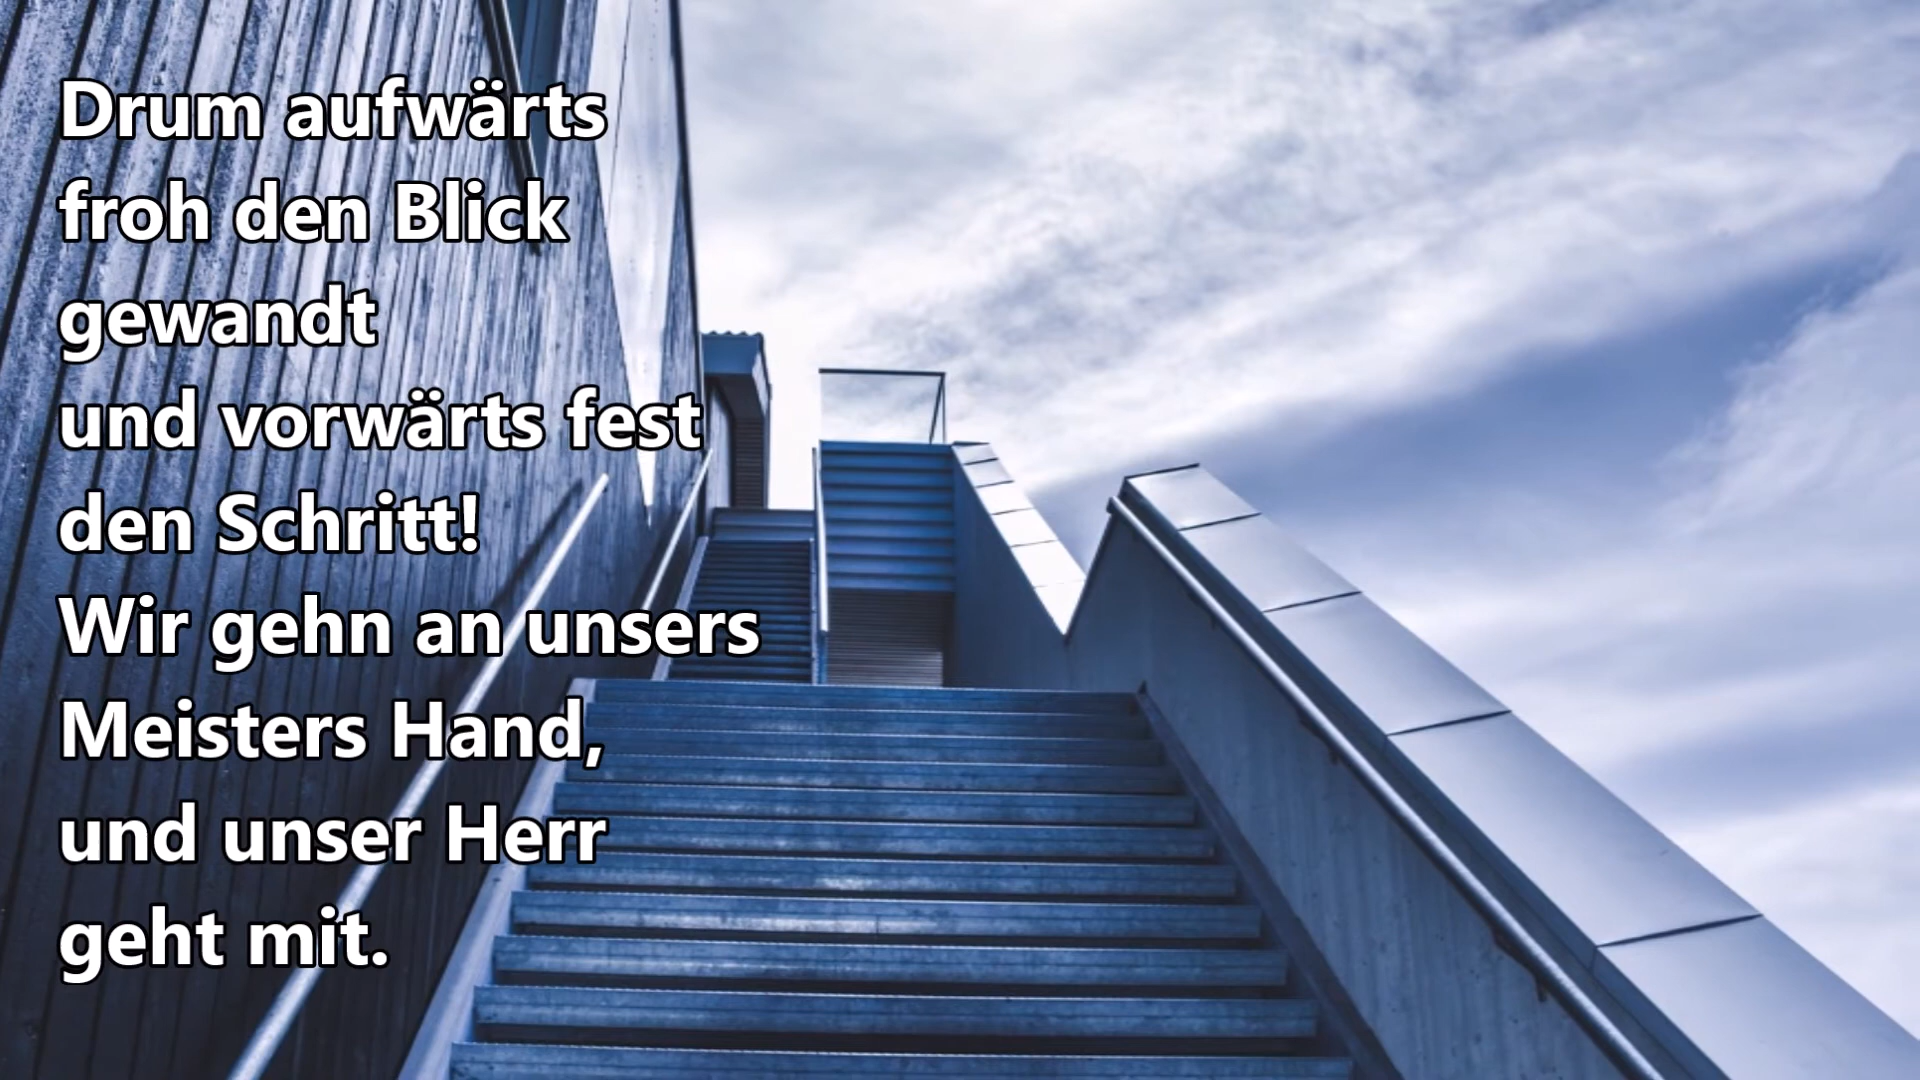 Drum aufwärts
froh den Blick
gewandt
und vorwärts fest
den Schritt!
Wir gehn an unsers
Meisters Hand,
und unser Herr
geht mit.